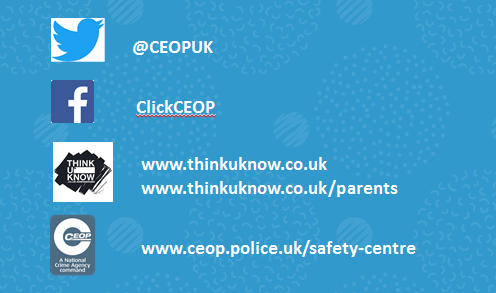 @CEOPUK
ClickCEOP
THINK
U
KNOW
www.thinkuknow.co.uk
www.thinkuknow.co.uk/parents
CEOP
A National
Crime Agency
command
www.ceop.police.uk/safety-centre